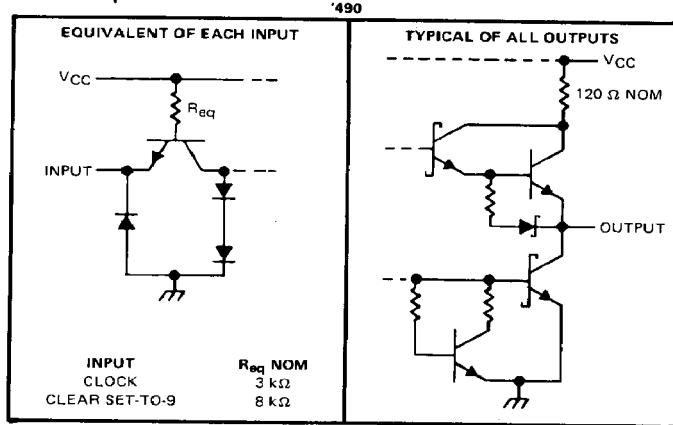 '490
EQUIVALENT OF EACH INPUT
VCC
Req
INPUT
INPUT Req NOM
CLOCK 3 kΩ
CLEAR SET-TO-9 8 kΩ
TYPICAL OF ALL OUTPUTS
VCC
120 Ω NOM
OUTPUT